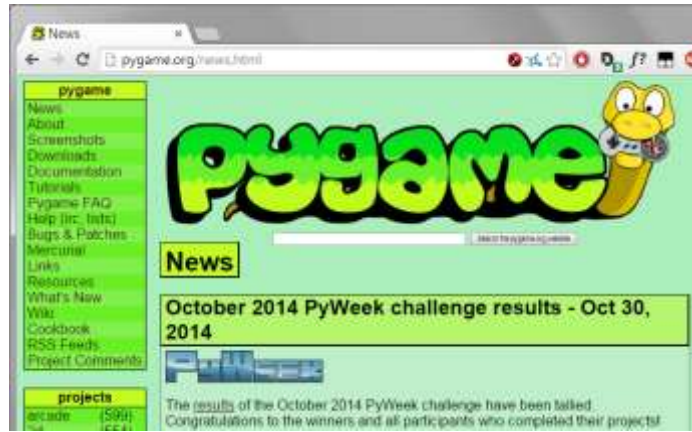 News
pygame.org/news.html
pygame
News
About
Screenshots
Downloads
Documentation
Tutorials
Pygame FAQ
Help (irc, lists)
Bugs & Patches
Mercurial
Links
Resources
What's New
Wiki
Cookbook
RSS Feeds
Project Comments
projects
arcade (599)
pygame
News
October 2014 PyWeek challenge results - Oct 30,
2014
PyWeek
The results of the October 2014 PyWeek challenge have been tallied.
Congratulations to the winners and all participants who completed their projects!